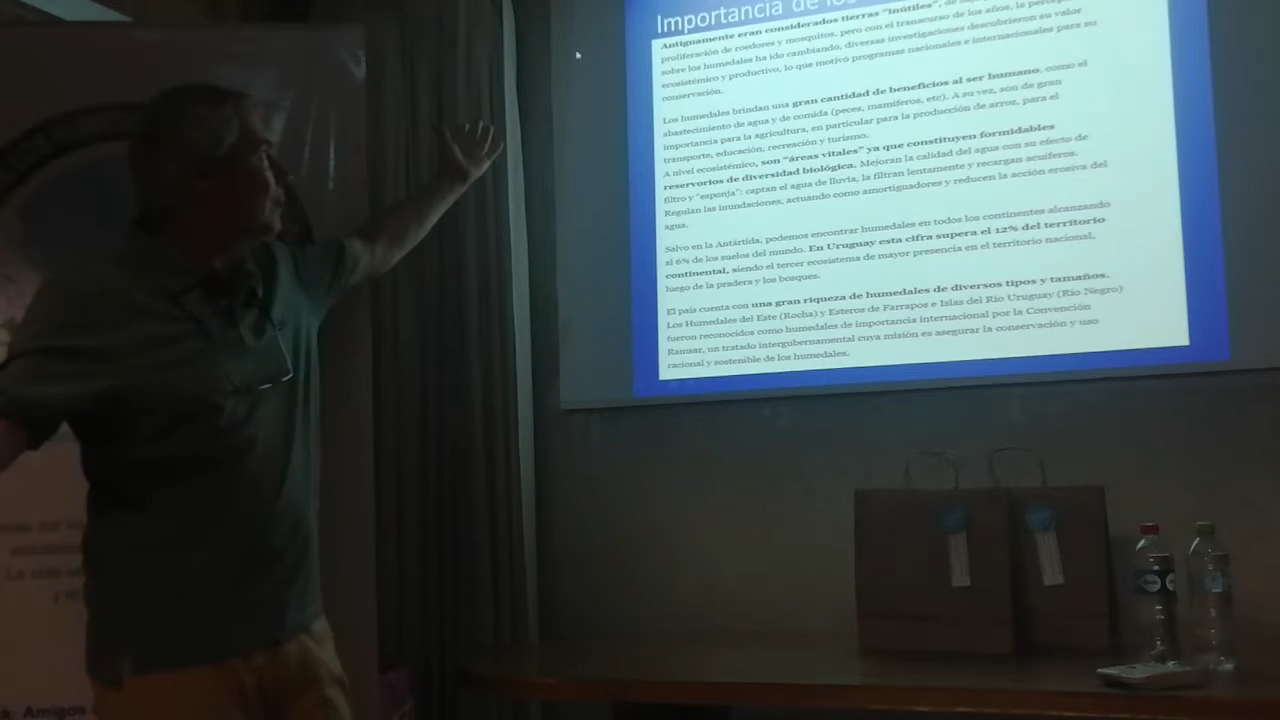 Importancia de los
Antiguamente eran considerados tierras "inútiles", de
proliferación de roedores y mosquitos, pero con el transcurso de los años, la
sobre los humedales ha ido cambiando, diversas investigaciones descubrieron su valor
ecosistémico y productivo, lo que motivó programas nacionales e internacionales para su
conservación.
Los humedales brindan una gran cantidad de beneficios al ser humano, como el
abastecimiento de agua y de comida (peces, mamíferos, etc). A su vez, son de gran
importancia para la agricultura, en particular para la producción de arroz, para el
transporte, educación, recreación y turismo.
A nivel ecosistémico, son "áreas vitales" ya que constituyen formidables
reservorios de diversidad biológica. Mejoran la calidad del agua con su efecto de
filtro y "esponja": captan el agua de lluvia, la filtran lentamente y recargan acuíferos.
Regulan las inundaciones, actuando como amortiguadores y reducen la acción erosiva del
agua.
Salvo en la Antártida, podemos encontrar humedales en todos los continentes alcanzando
al 6% de los suelos del mundo. En Uruguay esta cifra supera el 12% del territorio
continental, siendo el tercer ecosistema de mayor presencia en el territorio nacional,
luego de la pradera y los bosques.
El país cuenta con una gran riqueza de humedales de diversos tipos y tamaños.
Los Humedales del Este (Rocha) y Esteros de Farrapos e Islas del Río Uruguay (Río Negro)
fueron reconocidos como humedales de importancia internacional por la Convención
Ramsar, un tratado intergubernamental cuya misión es asegurar la conservación y uso
racional y sostenible de los humedales.
Amigos